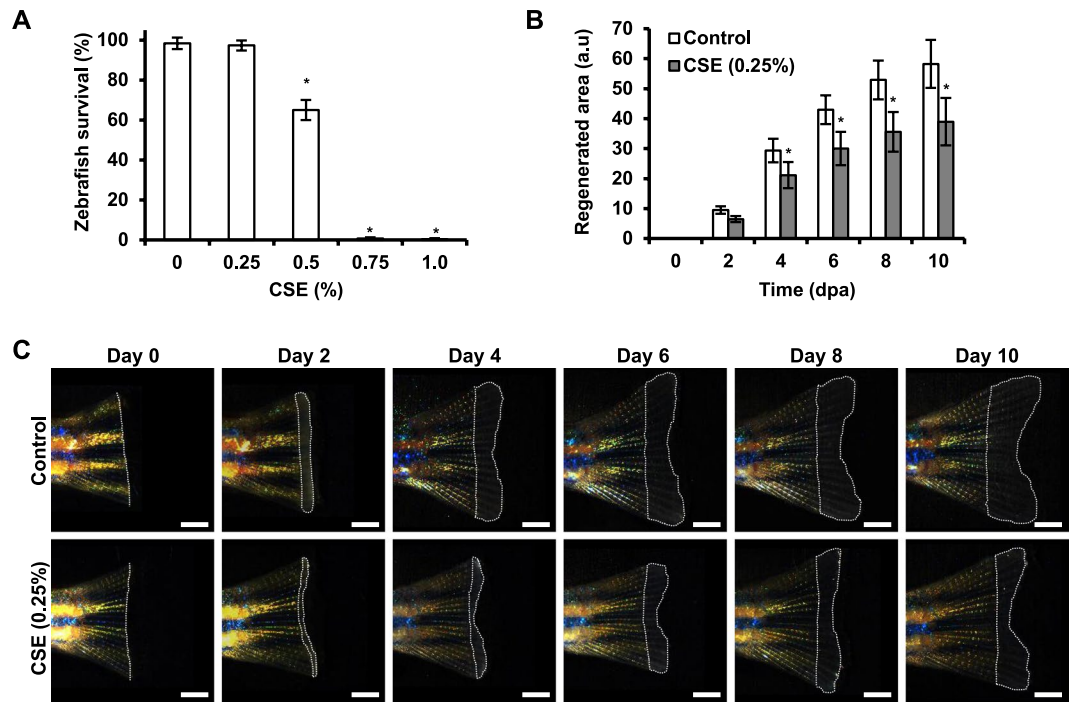 A
Zebrafish survival (%)
100
80
60
40
20
0
*
*
*
0 0.25 0.5 0.75 1.0
CSE (%)
B
Regenerated area (a.u)
70
60
50
40
30
20
10
0
Control
CSE (0.25%)
*
*
*
*
0 2 4 6 8 10
Time (dpa)
C
Day 0 Day 2 Day 4 Day 6 Day 8 Day 10
Control
CSE (0.25%)